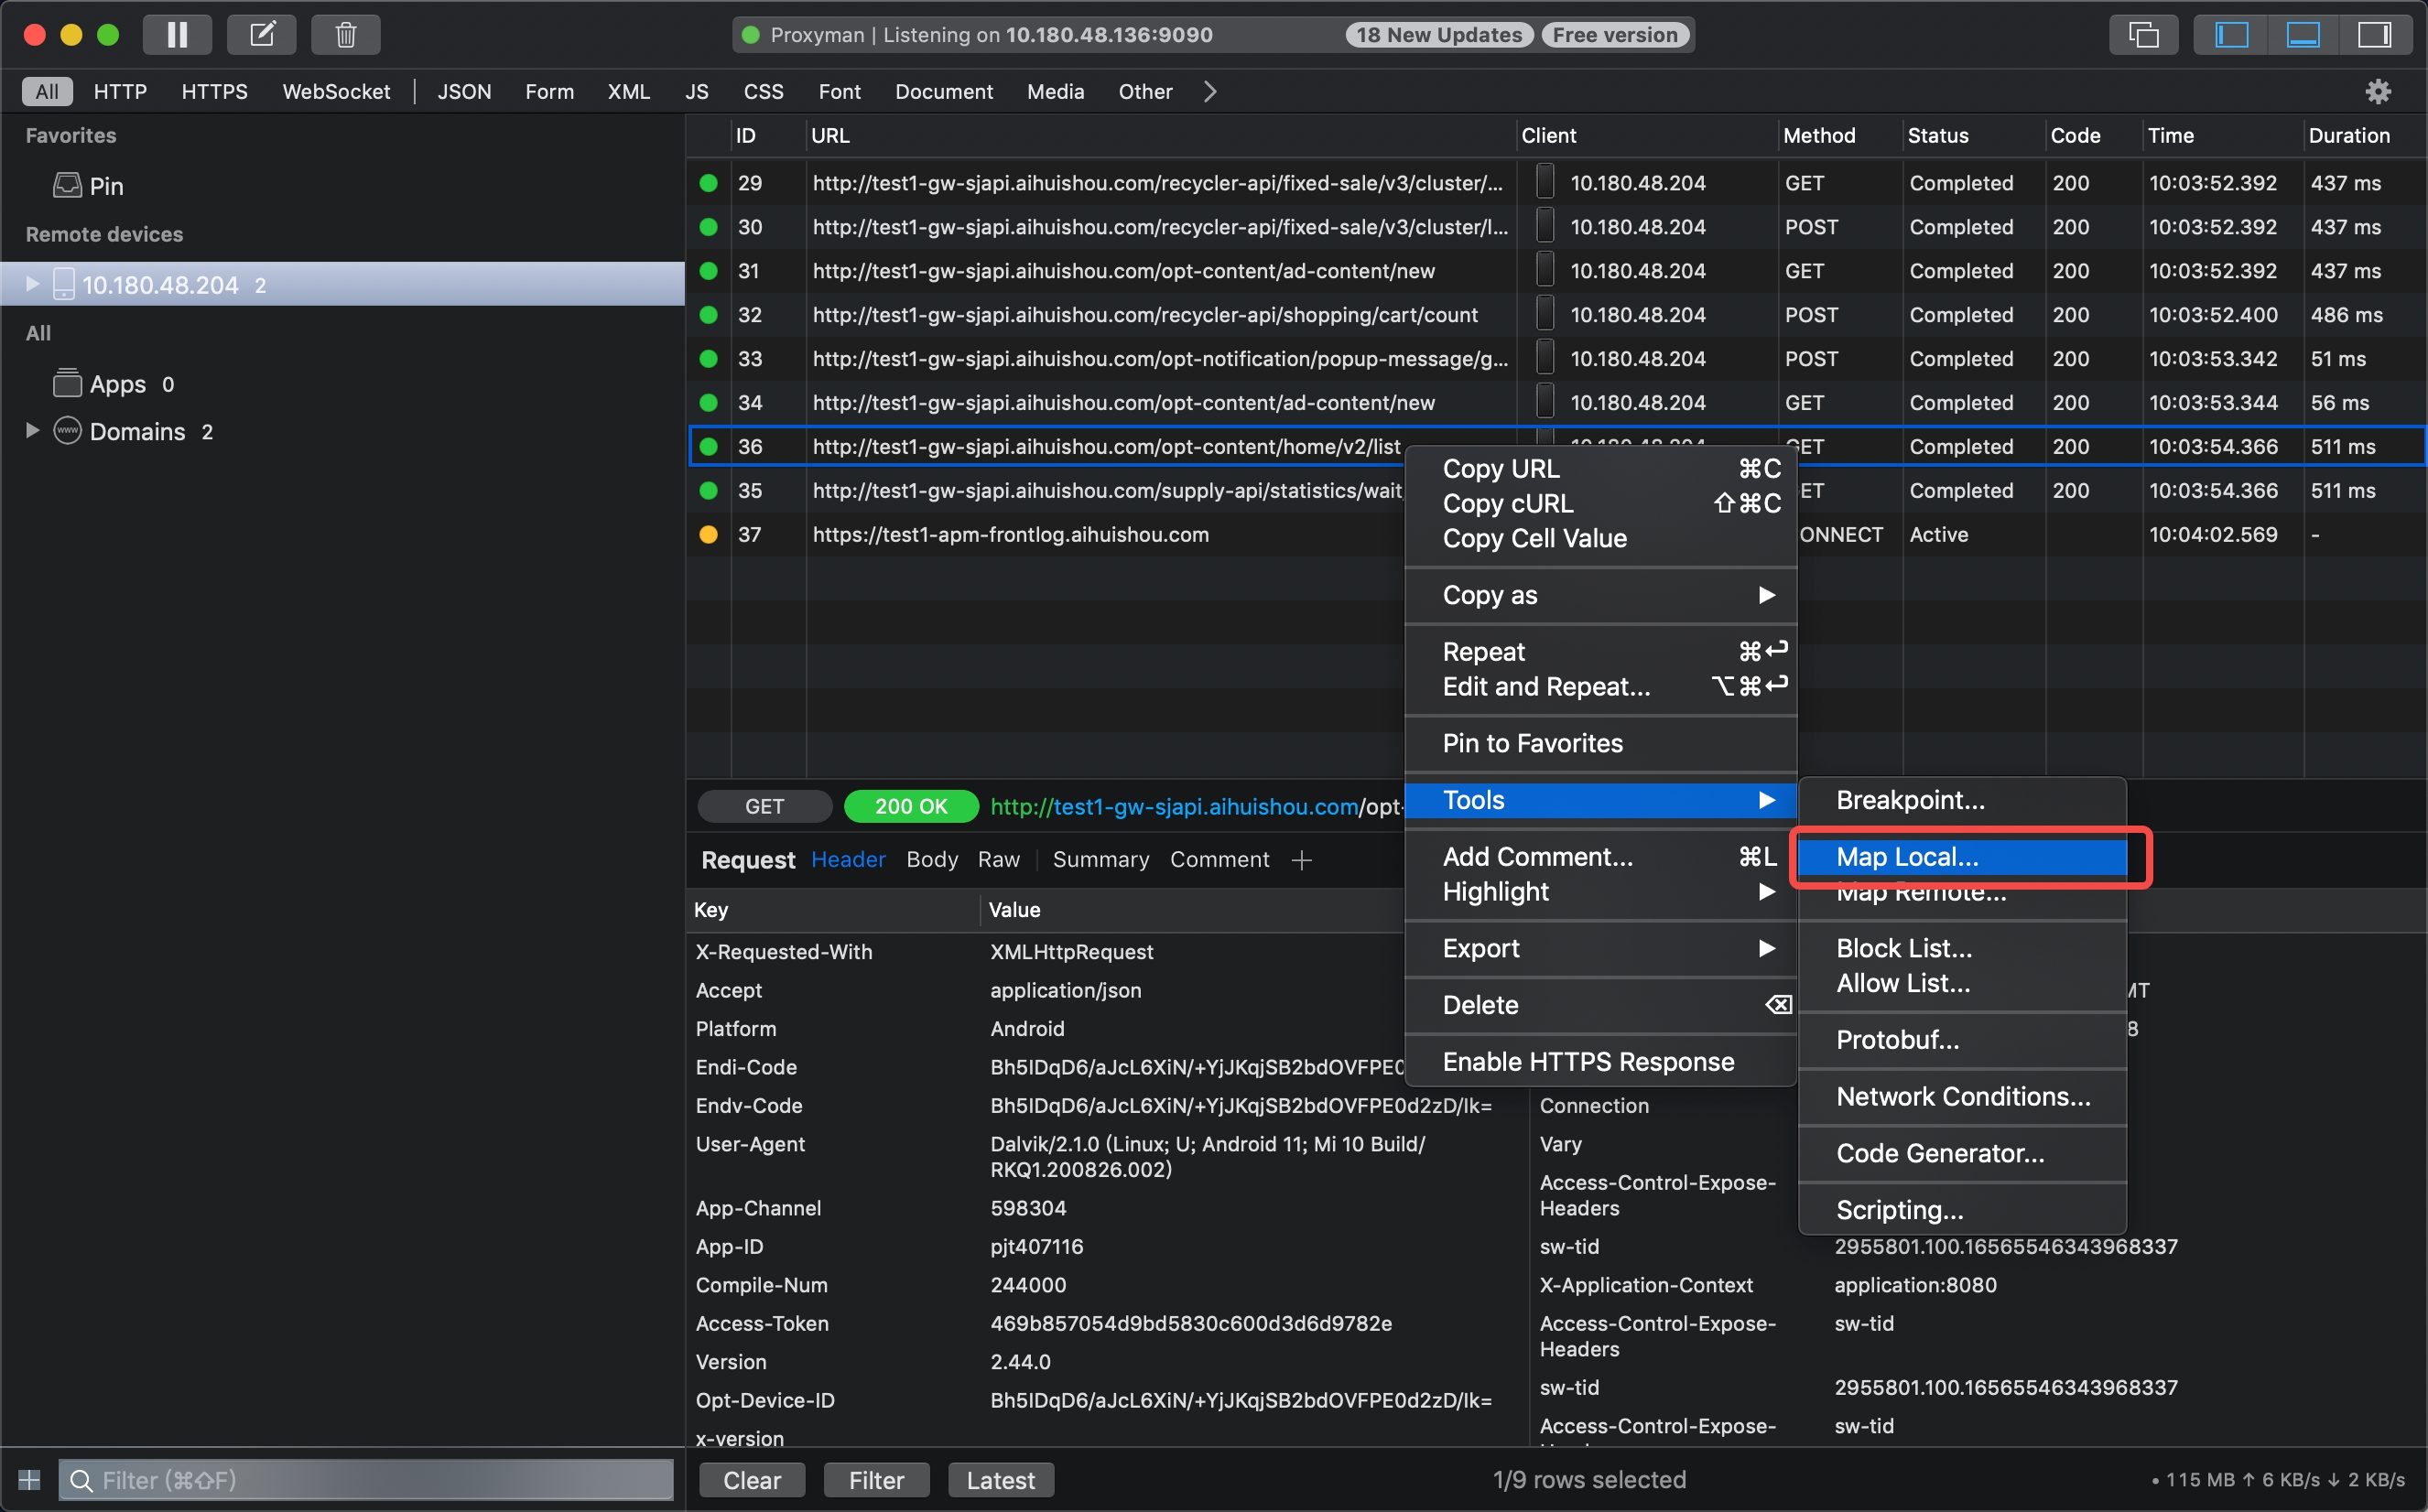 Proxyman | Listening on 10.180.48.136:9090
18 New Updates
Free version
All HTTP HTTPS WebSocket JSON Form XML JS CSS Font Document Media Other
Favorites
Pin
Remote devices
10.180.48.204 2
All
Apps 0
www
Domains 2
ID URL Client Method Status Code Time Duration
29 http://test1-gw-sjapi.aihuishou.com/recycler-api/fixed-sale/v3/cluster/... 10.180.48.204 GET Completed 200 10:03:52.392 437 ms
30 http://test1-gw-sjapi.aihuishou.com/recycler-api/fixed-sale/v3/cluster/l... 10.180.48.204 POST Completed 200 10:03:52.392 437 ms
31 http://test1-gw-sjapi.aihuishou.com/opt-content/ad-content/new 10.180.48.204 GET Completed 200 10:03:52.392 437 ms
32 http://test1-gw-sjapi.aihuishou.com/recycler-api/shopping/cart/count 10.180.48.204 POST Completed 200 10:03:52.400 486 ms
33 http://test1-gw-sjapi.aihuishou.com/opt-notification/popup-message/g... 10.180.48.204 POST Completed 200 10:03:53.342 51 ms
34 http://test1-gw-sjapi.aihuishou.com/opt-content/ad-content/new 10.180.48.204 GET Completed 200 10:03:53.344 56 ms
36 http://test1-gw-sjapi.aihuishou.com/opt-content/home/v2/list 10.180.48.204 GET Completed 200 10:03:54.366 511 ms
35 http://test1-gw-sjapi.aihuishou.com/supply-api/statistics/wait_ ET Completed 200 10:03:54.366 511 ms
37 https://test1-apm-frontlog.aihuishou.com ONNECT Active 10:04:02.569 -
Copy URL ⌘C
Copy cURL ⇧⌘C
Copy Cell Value
Copy as
Repeat ⌘↩
Edit and Repeat... ⌥⌘↩
Pin to Favorites
Tools
Add Comment... ⌘L
Highlight
Export
Delete ⌫
Enable HTTPS Response
Breakpoint...
Map Local...
Map Remote...
Block List...
Allow List...
Protobuf...
Network Conditions...
Code Generator...
Scripting...
GET 200 OK http://test1-gw-sjapi.aihuishou.com/opt-
Request Header Body Raw Summary Comment +
Key Value
X-Requested-With XMLHttpRequest
Accept application/json
Platform Android
Endi-Code Bh5IDqD6/aJcL6XiN/+YjJKqjSB2bdOVFPE0
Endv-Code Bh5IDqD6/aJcL6XiN/+YjJKqjSB2bdOVFPE0d2zD/Ik=
User-Agent Dalvik/2.1.0 (Linux; U; Android 11; Mi 10 Build/
RKQ1.200826.002)
App-Channel 598304
App-ID pjt407116
Compile-Num 244000
Access-Token 469b857054d9bd5830c600d3d6d9782e
Version 2.44.0
Opt-Device-ID Bh5IDqD6/aJcL6XiN/+YjJKqjSB2bdOVFPE0d2zD/Ik=
x-version
MT
8
Connection
Vary
Access-Control-Expose-
Headers
sw-tid 2955801.100.16565546343968337
X-Application-Context application:8080
Access-Control-Expose- sw-tid
Headers
sw-tid 2955801.100.16565546343968337
Access-Control-Expose- sw-tid
Filter (⌘⇧F)
Clear Filter Latest
1/9 rows selected
• 115 MB ↑ 6 KB/s ↓ 2 KB/s